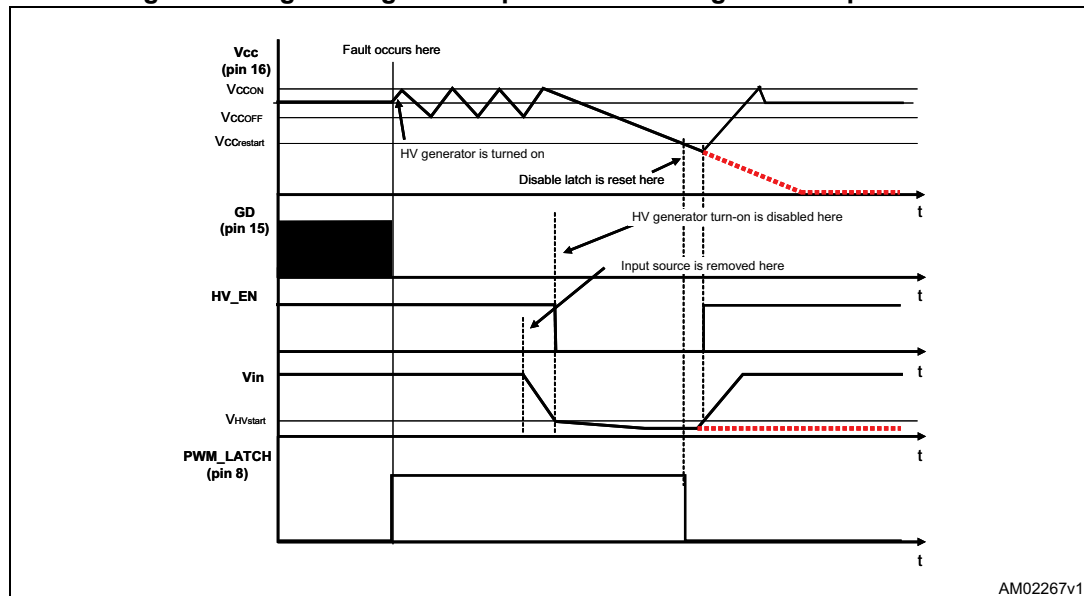 Vcc
(pin 16)
Fault occurs here
VCCON
VCCOFF
VCCrestart
HV generator is turned on
Disable latch is reset here
t
GD
(pin 15)
HV generator turn-on is disabled here
Input source is removed here
t
HV_EN
t
Vin
VHVstart
t
PWM_LATCH
(pin 8)
t
AM02267v1